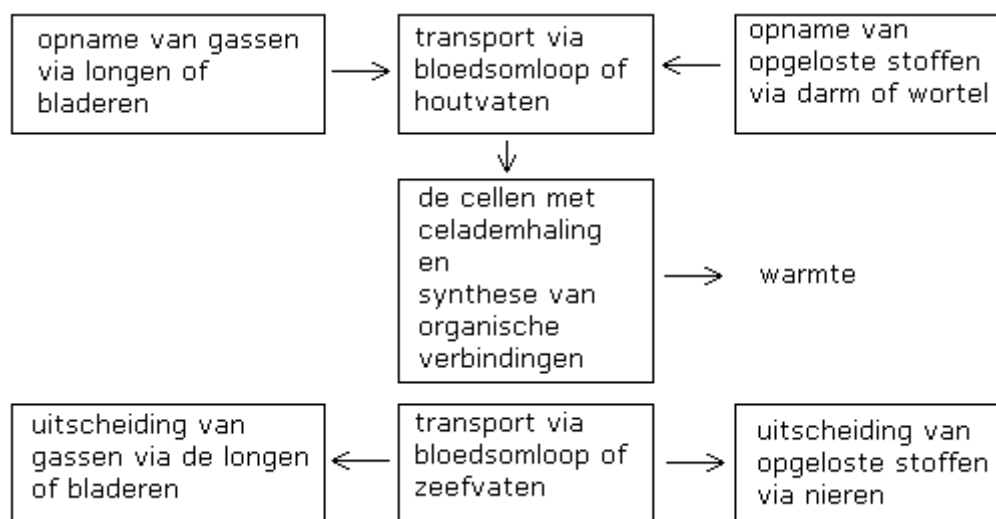 opname van gassen
via longen of
bladeren
transport via
bloedsomloop of
houtvaten
opname van
opgeloste stoffen
via darm of wortel
de cellen met
celademhaling
en
synthese van
organische
verbindingen
warmte
uitscheiding van
gassen via de longen
of bladeren
transport via
bloedsomloop of
zeefvaten
uitscheiding van
opgeloste stoffen
via nieren